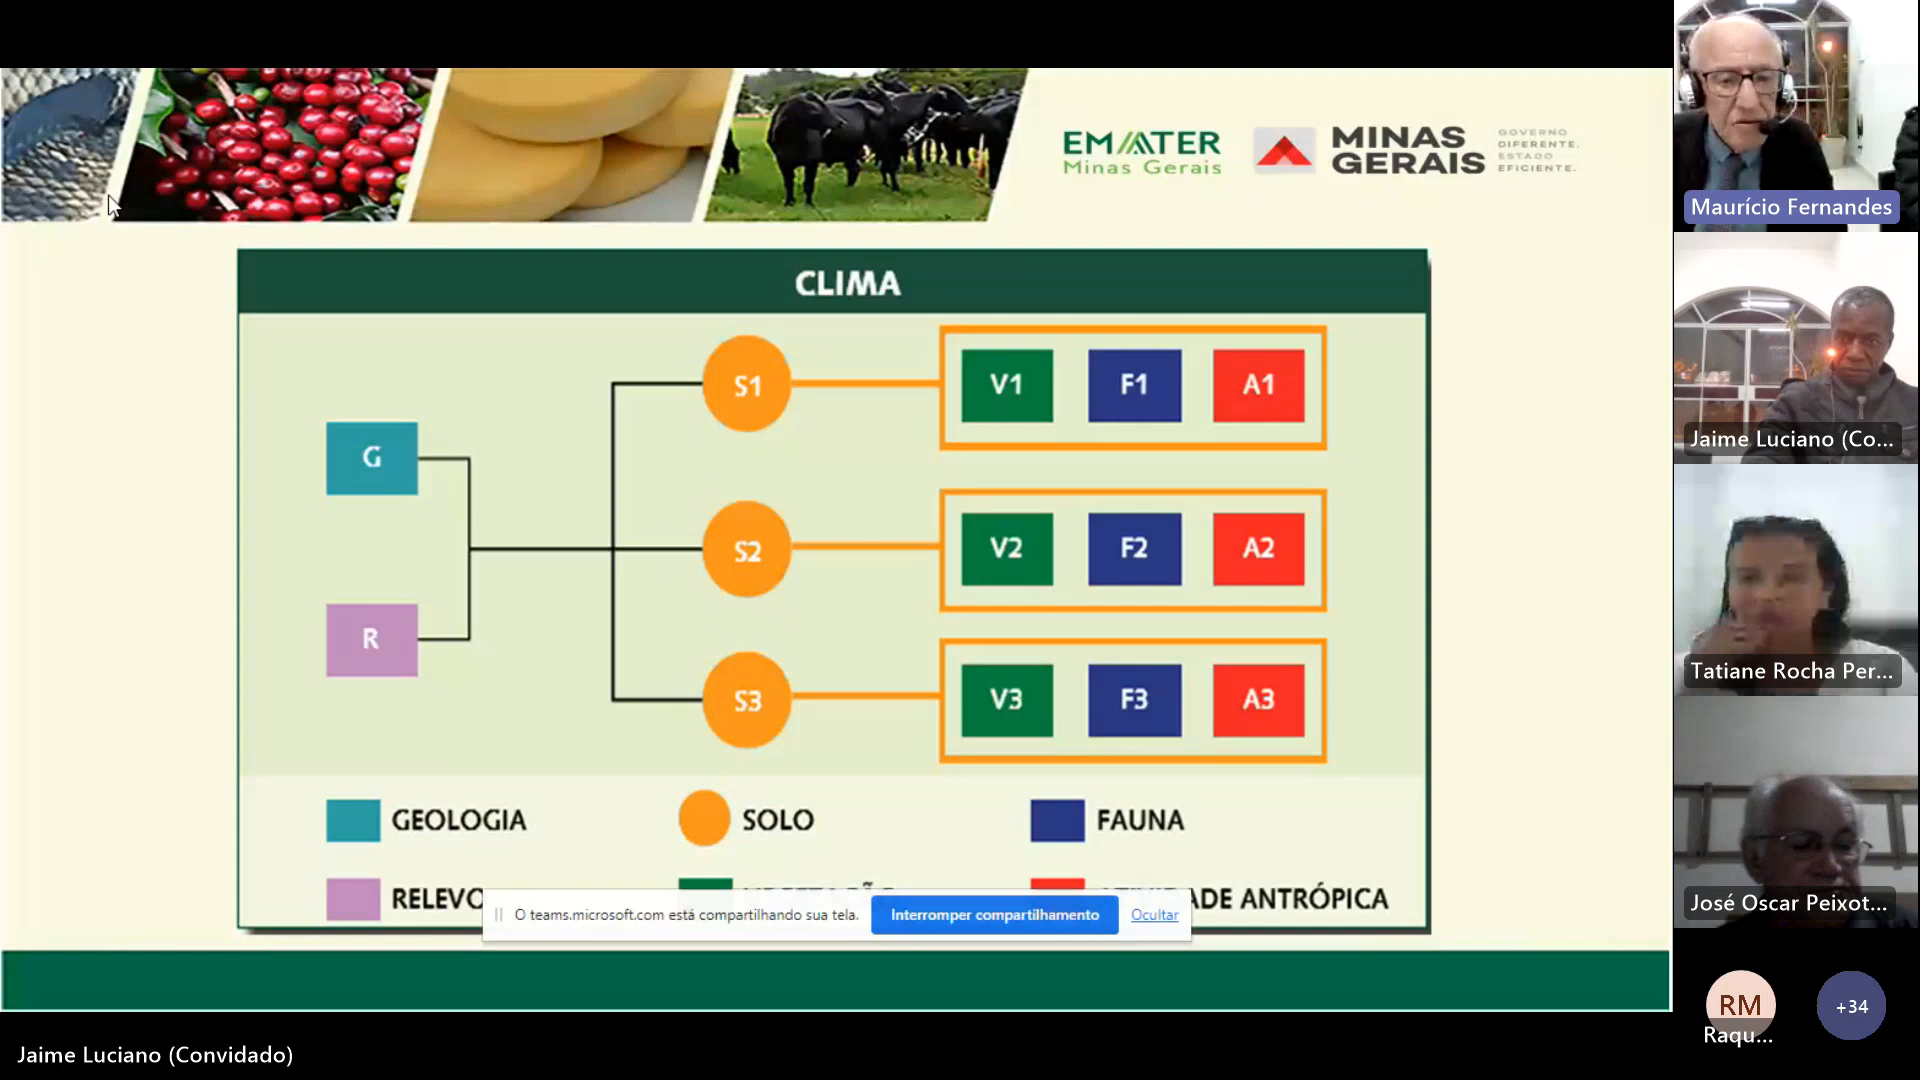 EMATER
Minas Gerais
MINAS
GERAIS
GOVERNO
DIFERENTE.
ESTADO
EFICIENTE.
CLIMA
S1
V1 F1 A1
G
S2
V2 F2 A2
R
S3
V3 F3 A3
GEOLOGIA
SOLO
FAUNA
RELEVO
ADE ANTRÓPICA
O teams.microsoft.com está compartilhando sua tela.
Interromper compartilhamento
Ocultar
Maurício Fernandes
Jaime Luciano (Co...
Tatiane Rocha Per...
José Oscar Peixot...
RM
Raqu...
+34
Jaime Luciano (Convidado)